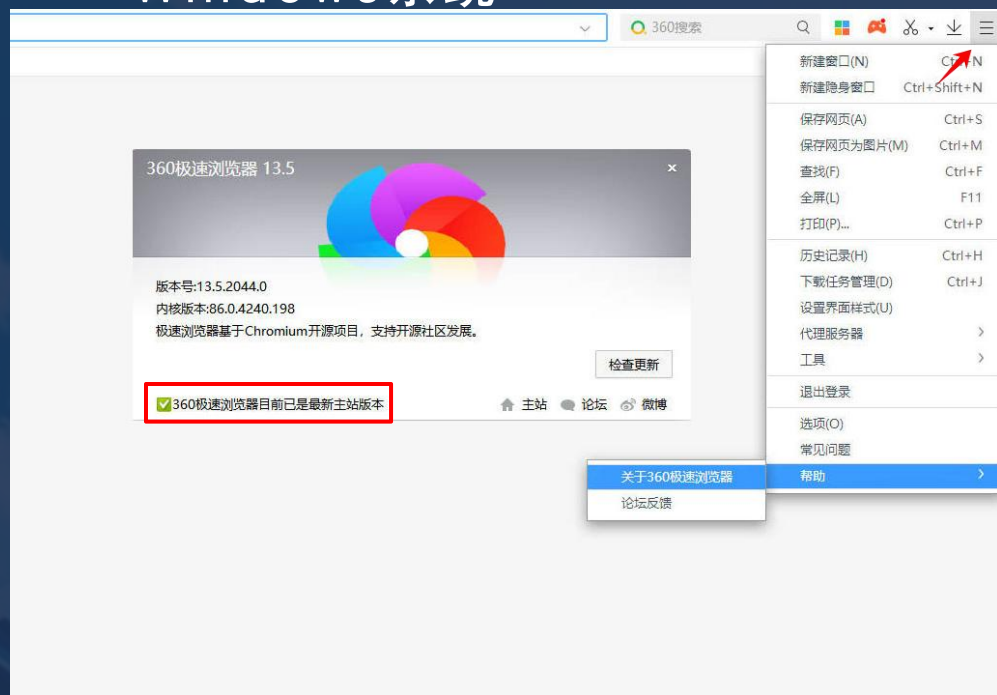 Windows系统
360搜索
新建窗口(N) Ctrl+N
新建隐身窗口 Ctrl+Shift+N
保存网页(A) Ctrl+S
保存网页为图片(M) Ctrl+M
查找(F) Ctrl+F
全屏(L) F11
打印(P)... Ctrl+P
历史记录(H) Ctrl+H
下载任务管理(D) Ctrl+J
设置界面样式(U)
代理服务器
工具
退出登录
选项(O)
常见问题
帮助
关于360极速浏览器
论坛反馈
360极速浏览器 13.5
版本号:13.5.2044.0
内核版本:86.0.4240.198
极速浏览器基于Chromium开源项目，支持开源社区发展。
检查更新
360极速浏览器目前已是最新主站版本
主站 论坛 微博